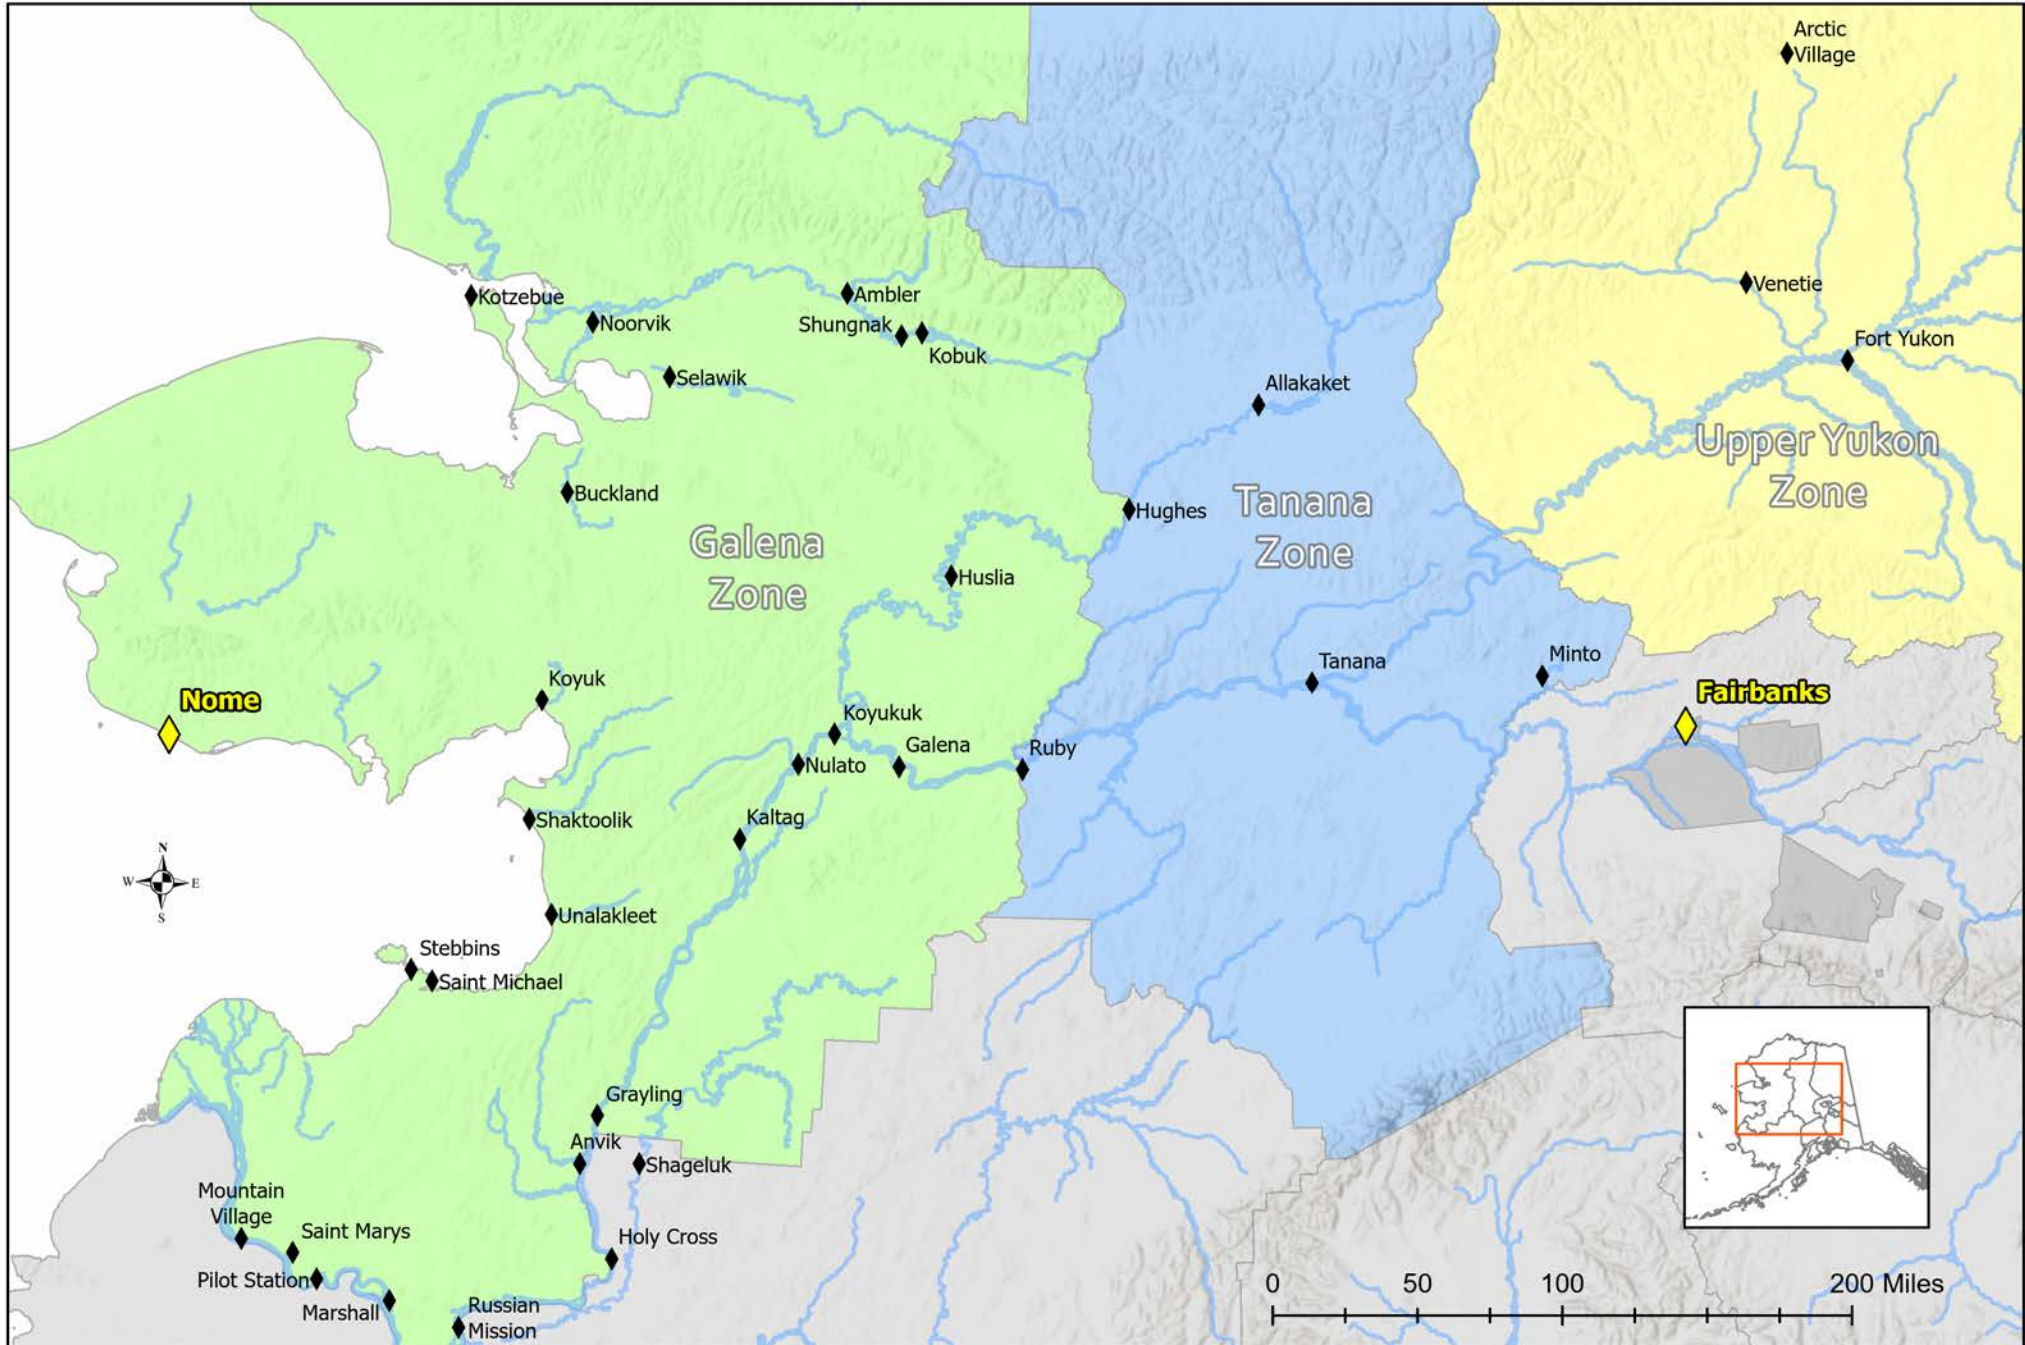 Arctic
Village
Kotzebue
Noorvik
Ambler
Shungnak
Kobuk
Venetie
Fort Yukon
Selawik
Allakaket
Upper Yukon
Zone
Buckland
Hughes
Tanana
Zone
Galena
Zone
Huslia
Koyuk
Tanana
Minto
Nome
Fairbanks
Koyukuk
Galena
Ruby
Nulato
Shaktoolik
Kaltag
N
W
E
S
Unalakleet
Stebbins
Saint Michael
Grayling
Anvik
Shageluk
Mountain
Village
Saint Marys
Holy Cross
Pilot Station
Marshall
Russian
Mission
0 50 100 200 Miles